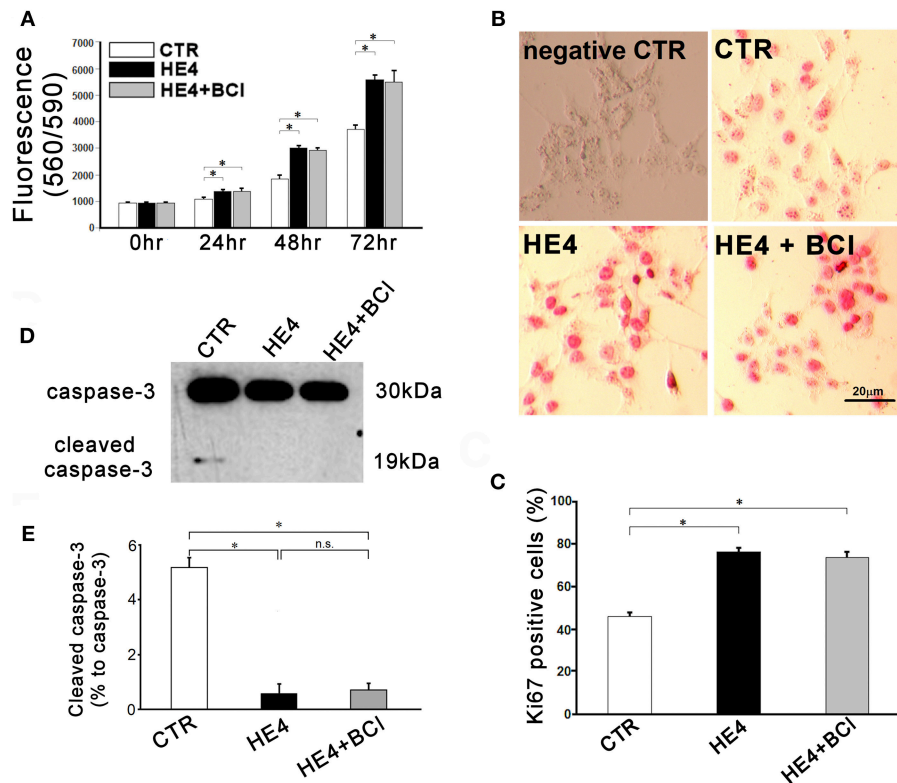 A
Fluorescence
(560/590)
7000
6000
5000
4000
3000
2000
1000
0
CTR
HE4
HE4+BCI
* *
* *
* *
0hr 24hr 48hr 72hr
B
negative CTR
CTR
HE4
HE4 + BCI
20μm
D
CTR HE4 HE4+BCI
caspase-3 30kDa
cleaved
caspase-3 19kDa
E
Cleaved caspase-3
(% to caspase-3)
6
4
2
0
*
* n.s.
CTR HE4 HE4+BCI
C
Ki67 positive cells (%)
100
80
60
40
20
0
*
*
CTR HE4 HE4+BCI